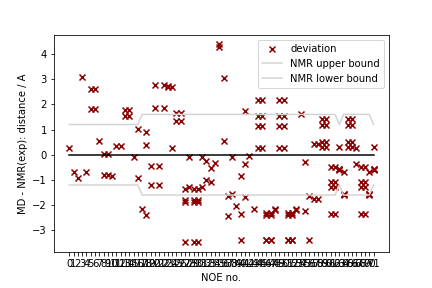 deviation
NMR upper bound
NMR lower bound
MD - NMR(exp): distance / A
4
3
2
1
0
−1
−2
−3
NOE no.